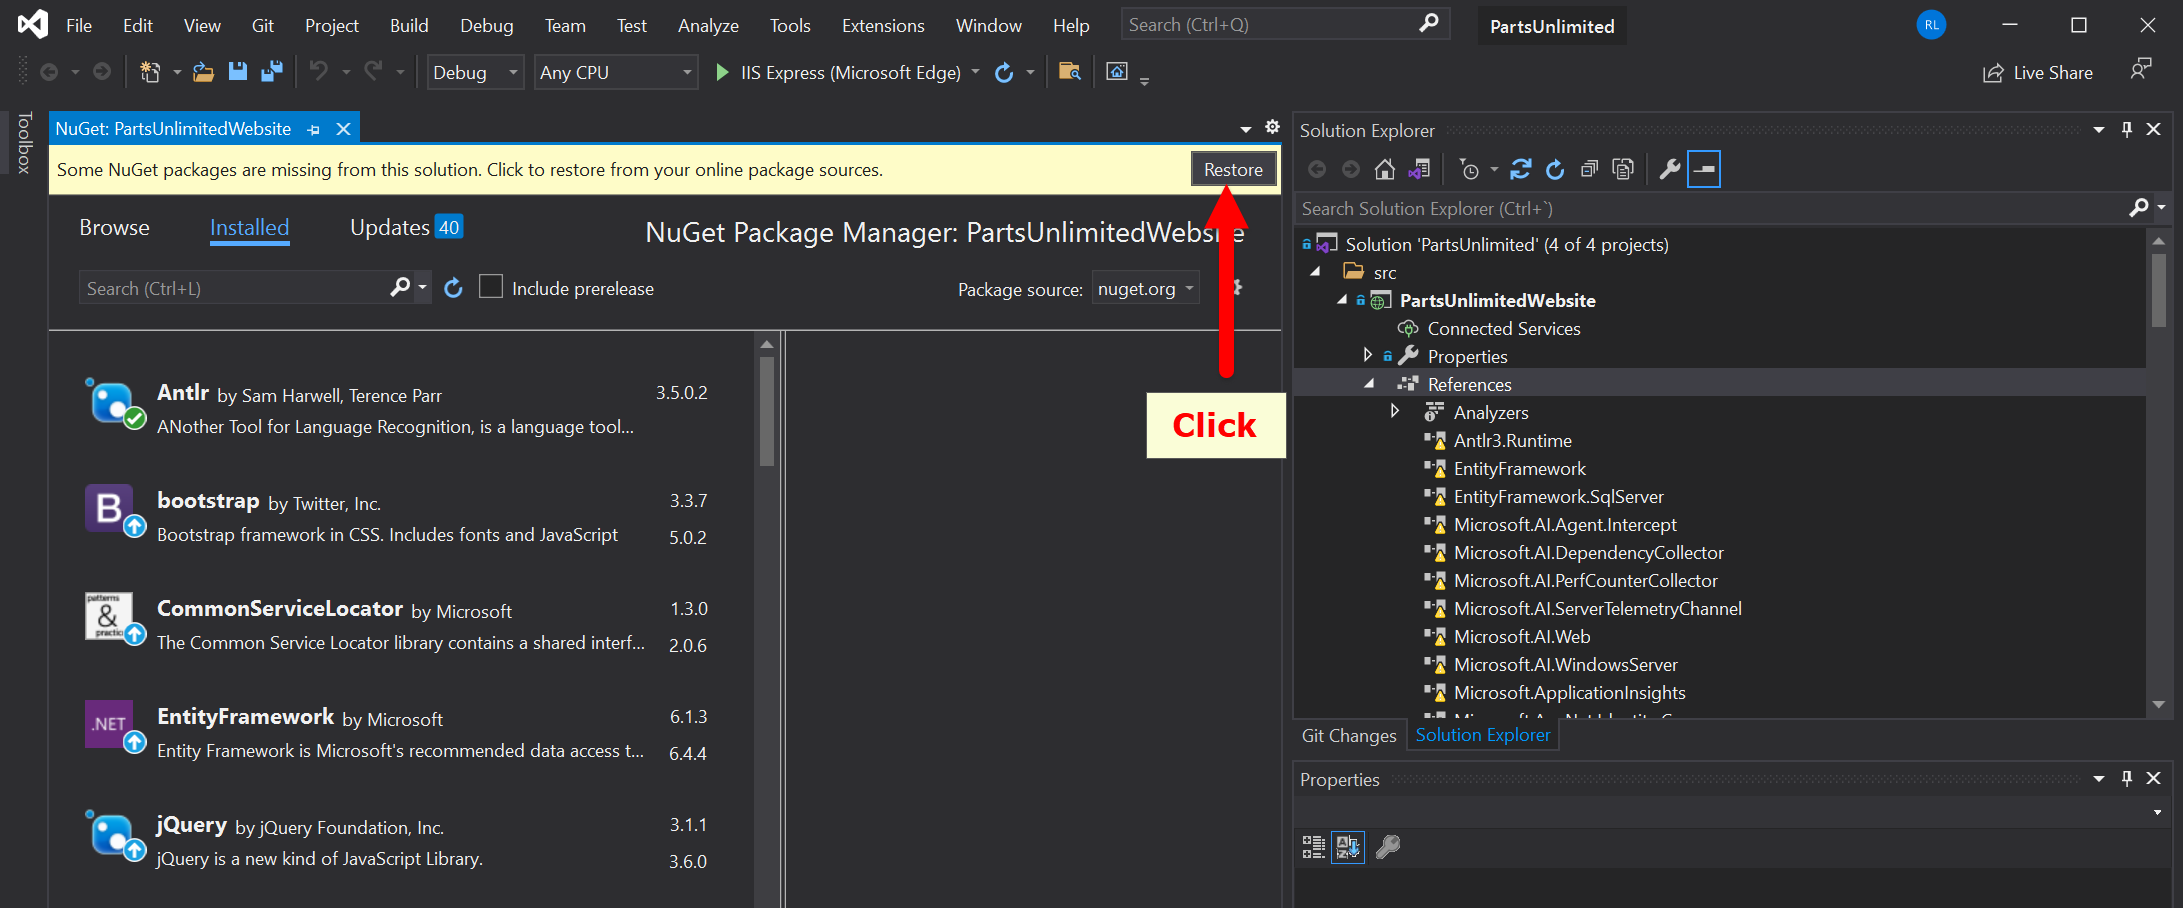 File Edit View Git Project Build Debug Team Test Analyze Tools Extensions Window Help Search (Ctrl+Q) PartsUnlimited RL
Debug Any CPU IIS Express (Microsoft Edge) Live Share
Toolbox
NuGet: PartsUnlimitedWebsite
Some NuGet packages are missing from this solution. Click to restore from your online package sources. Restore
Browse Installed Updates 40 NuGet Package Manager: PartsUnlimitedWebsite
Search (Ctrl+L) Include prerelease Package source: nuget.org
Click
Antlr by Sam Harwell, Terence Parr 3.5.0.2
ANother Tool for Language Recognition, is a language tool...
B
bootstrap by Twitter, Inc. 3.3.7
Bootstrap framework in CSS. Includes fonts and JavaScript 5.0.2
patterns
&
practic
CommonServiceLocator by Microsoft 1.3.0
The Common Service Locator library contains a shared interf... 2.0.6
.NET
EntityFramework by Microsoft 6.1.3
Entity Framework is Microsoft's recommended data access t... 6.4.4
jQuery by jQuery Foundation, Inc. 3.1.1
jQuery is a new kind of JavaScript Library. 3.6.0
Solution Explorer
Search Solution Explorer (Ctrl+`)
Solution 'PartsUnlimited' (4 of 4 projects)
src
PartsUnlimitedWebsite
Connected Services
Properties
References
Analyzers
Antlr3.Runtime
EntityFramework
EntityFramework.SqlServer
Microsoft.AI.Agent.Intercept
Microsoft.AI.DependencyCollector
Microsoft.AI.PerfCounterCollector
Microsoft.AI.ServerTelemetryChannel
Microsoft.AI.Web
Microsoft.AI.WindowsServer
Microsoft.ApplicationInsights
Git Changes Solution Explorer
Properties